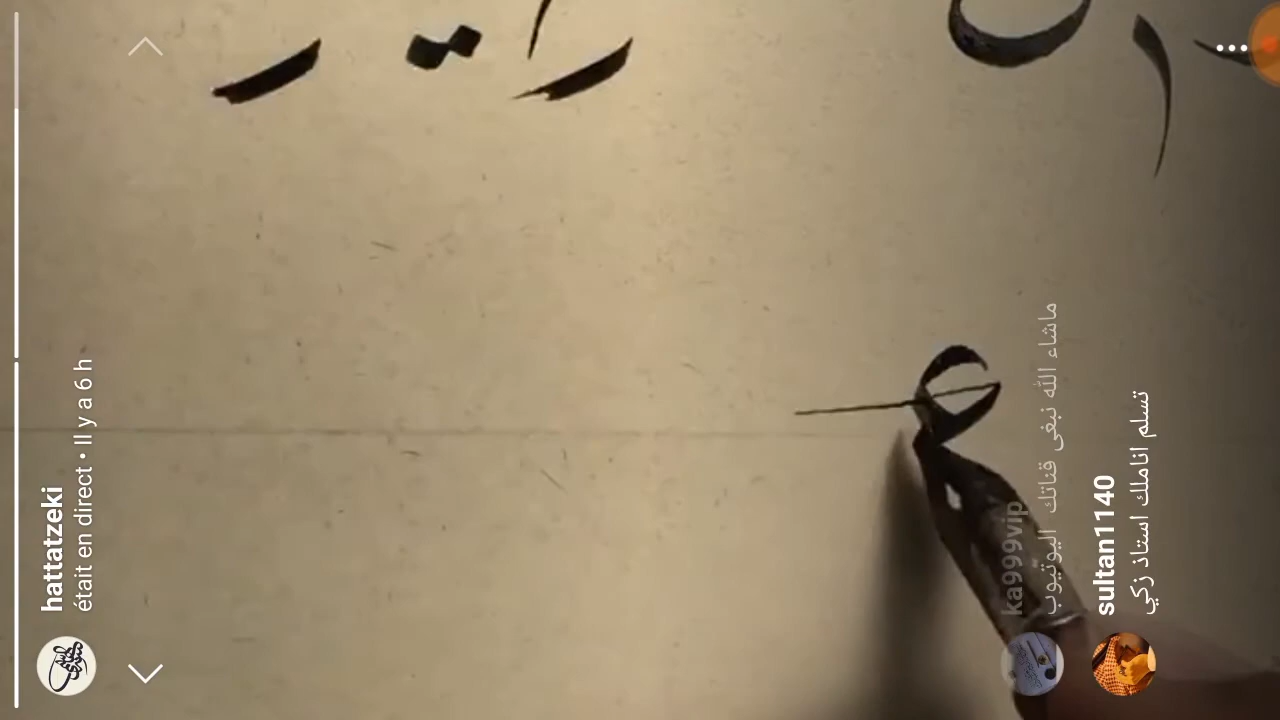 hattatzeki
était en direct • Il y a 6 h
ka999vip
ماشاء الله نبغى قناتك اليوتيوب
sultan1140
تسلم اناملك استاذ زكي